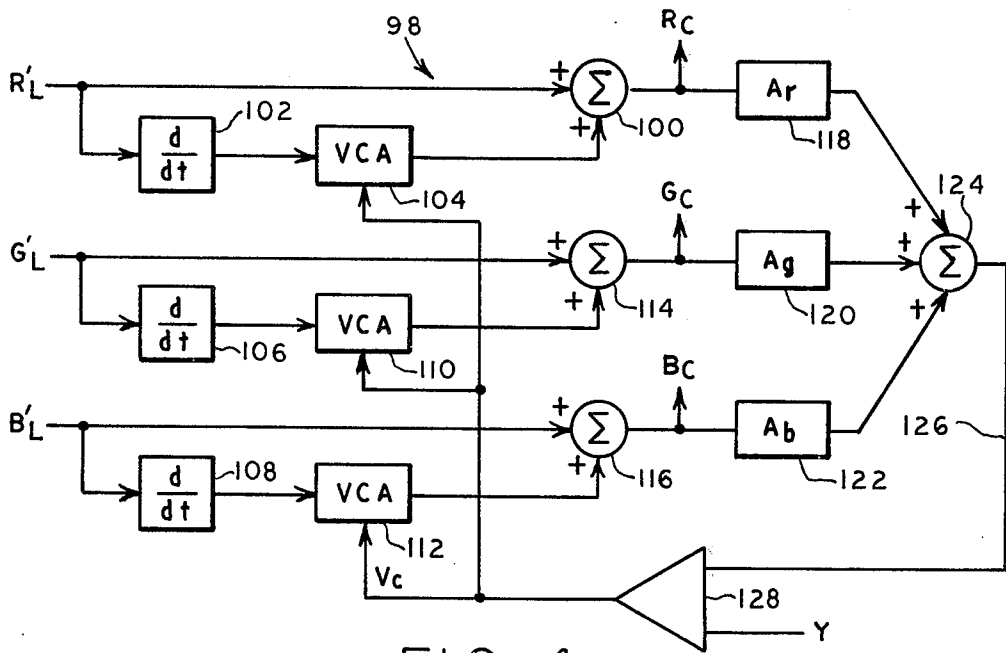 98
R'L
+
Σ
RC
Ar
100
118
d/dt
102
VCA
104
+
G'L
+
Σ
GC
Ag
114
120
d/dt
106
VCA
110
+
+
+
+
Σ
124
B'L
+
Σ
BC
Ab
116
122
126
d/dt
108
VCA
112
+
Vc
128
Y